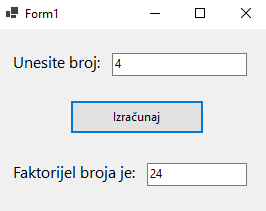 Form1
Unesite broj: 4
Izračunaj
Faktorijel broja je: 24